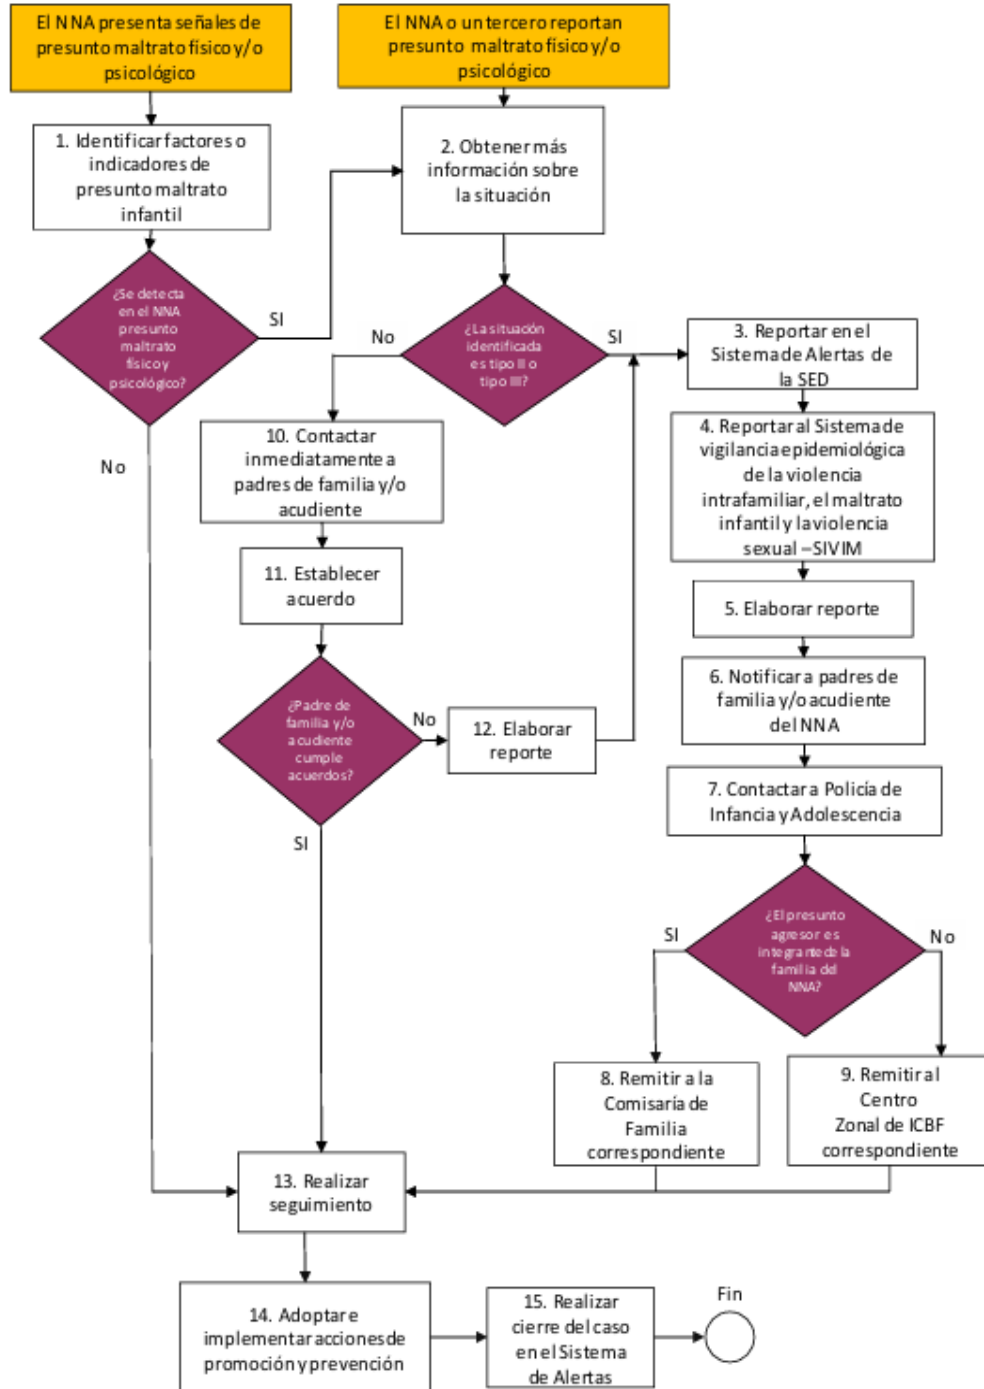 El NNA presenta señales de
presunto maltrato físico y/o
psicológico
El NNA o un tercero reportan
presunto maltrato físico y/o
psicológico
1. Identificar factores o
indicadores de
presunto maltrato
infantil
2. Obtener más
información sobre
la situación
¿Se detecta
en el NNA
presunto
maltrato
físico y
psicológico?
SI
No
¿La situación
identificada
es tipo II o
tipo III?
No
SI
3. Reportar en el
Sistema de Alertas de
la SED
4. Reportar al Sistema de
vigilancia epidemiológica
de la violencia
intrafamiliar, el maltrato
infantil y la violencia
sexual – SIVIM
5. Elaborar reporte
6. Notificar a padres de
familia y/o acudiente
del NNA
7. Contactar a Policía de
Infancia y Adolescencia
¿El presunto
agresor es
integrante de la
familia del
NNA?
SI
No
8. Remitir a la
Comisaría de
Familia
correspondiente
9. Remitir al
Centro
Zonal de ICBF
correspondiente
10. Contactar
inmediatamente a
padres de familia y/o
acudiente
11. Establecer
acuerdo
¿Padre de
familia y/o
acudiente
cumple
acuerdos?
No
SI
12. Elaborar
reporte
13. Realizar
seguimiento
14. Adoptar e
implementar acciones de
promoción y prevención
15. Realizar
cierre del caso
en el Sistema
de Alertas
Fin